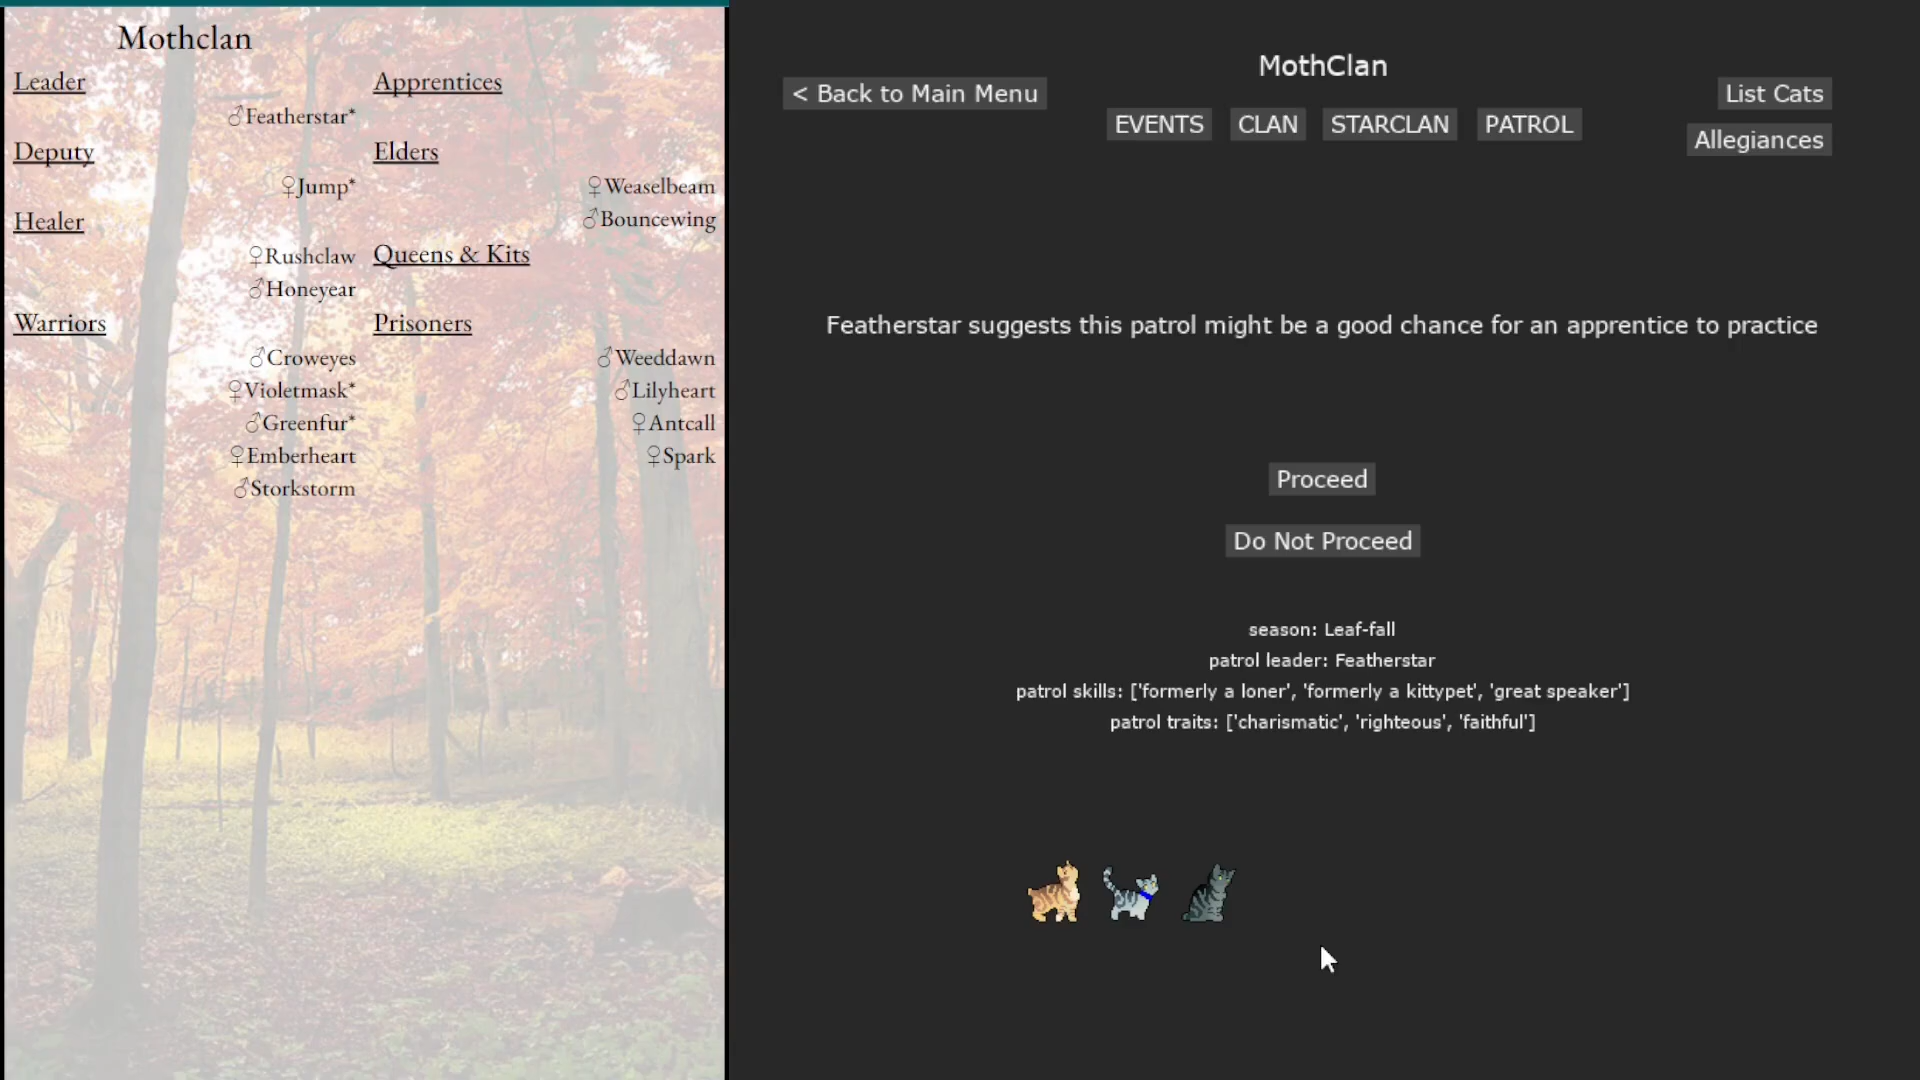 Mothclan
Leader
♂Featherstar*
Deputy
♀Jump*
Healer
♀Rushclaw
♂Honeyear
Warriors
♂Croweyes
♀Violetmask*
♂Greenfur*
♀Emberheart
♂Storkstorm
Apprentices
Elders
♀Weaselbeam
♂Bouncewing
Queens & Kits
Prisoners
♂Weeddawn
♂Lilyheart
♀Antcall
♀Spark
MothClan
< Back to Main Menu
List Cats
EVENTS CLAN STARCLAN PATROL
Allegiances
Featherstar suggests this patrol might be a good chance for an apprentice to practice
Proceed
Do Not Proceed
season: Leaf-fall
patrol leader: Featherstar
patrol skills: ['formerly a loner', 'formerly a kittypet', 'great speaker']
patrol traits: ['charismatic', 'righteous', 'faithful']